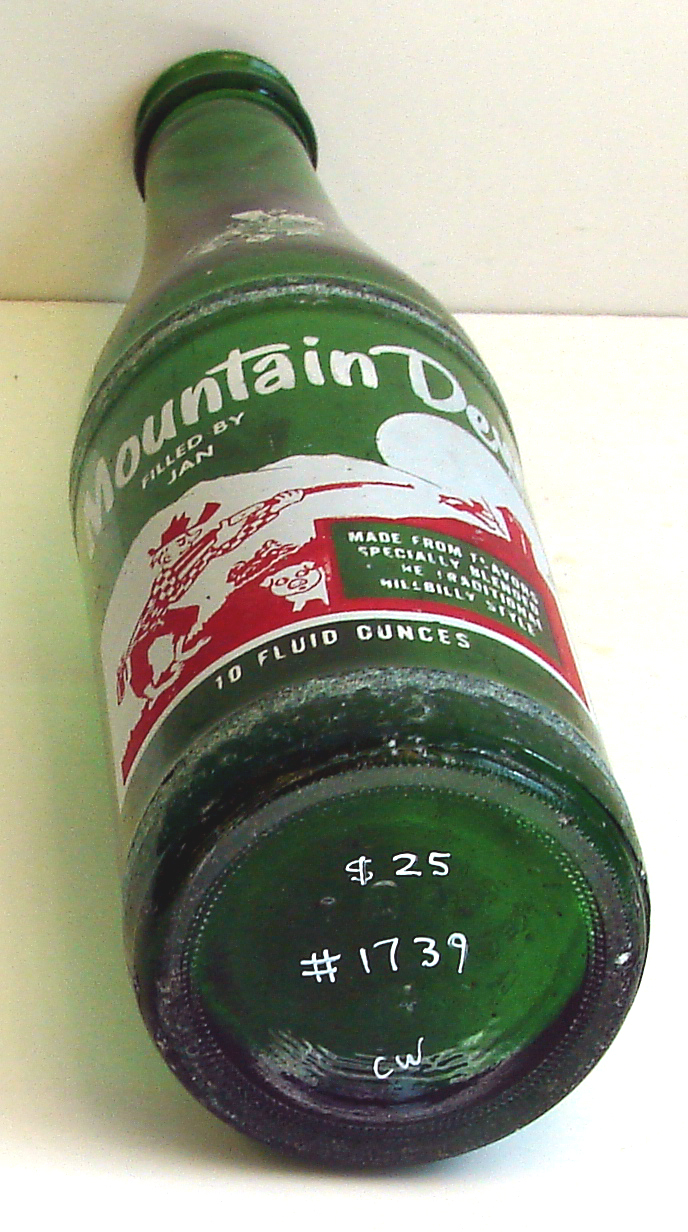 Mountain Dew
FILLED BY
JAN
MADE FROM FLAVORS
SPECIALLY BLENDED
THE TRADITIONAL
HILLBILLY STYLE
10 FLUID OUNCES
$ 25
#1739
CW